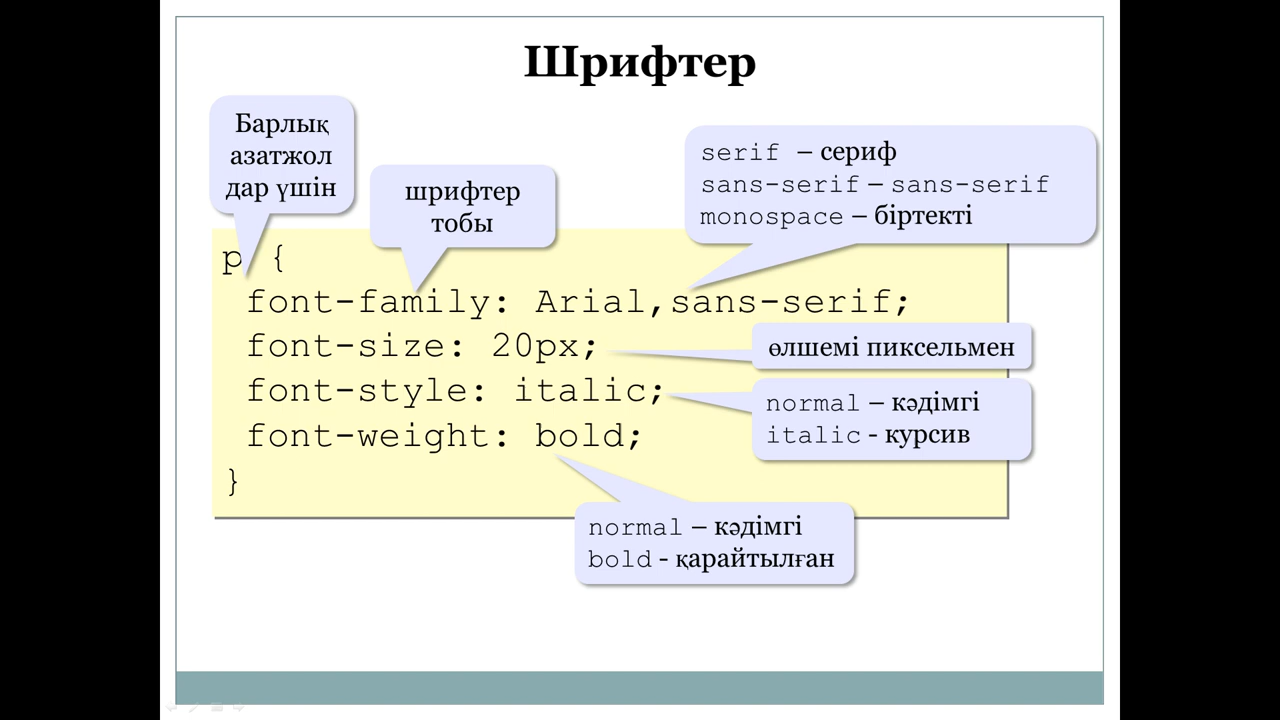 Шрифтер
Барлық
азатжол
дар үшін
шрифтер
тобы
serif – сериф
sans-serif – sans-serif
monospace – біртекті
p {
font-family: Arial,sans-serif;
font-size: 20px;
өлшемі пиксельмен
font-style: italic;
normal – кәдімгі
italic - курсив
font-weight: bold;
}
normal – кәдімгі
bold - қарайтылған